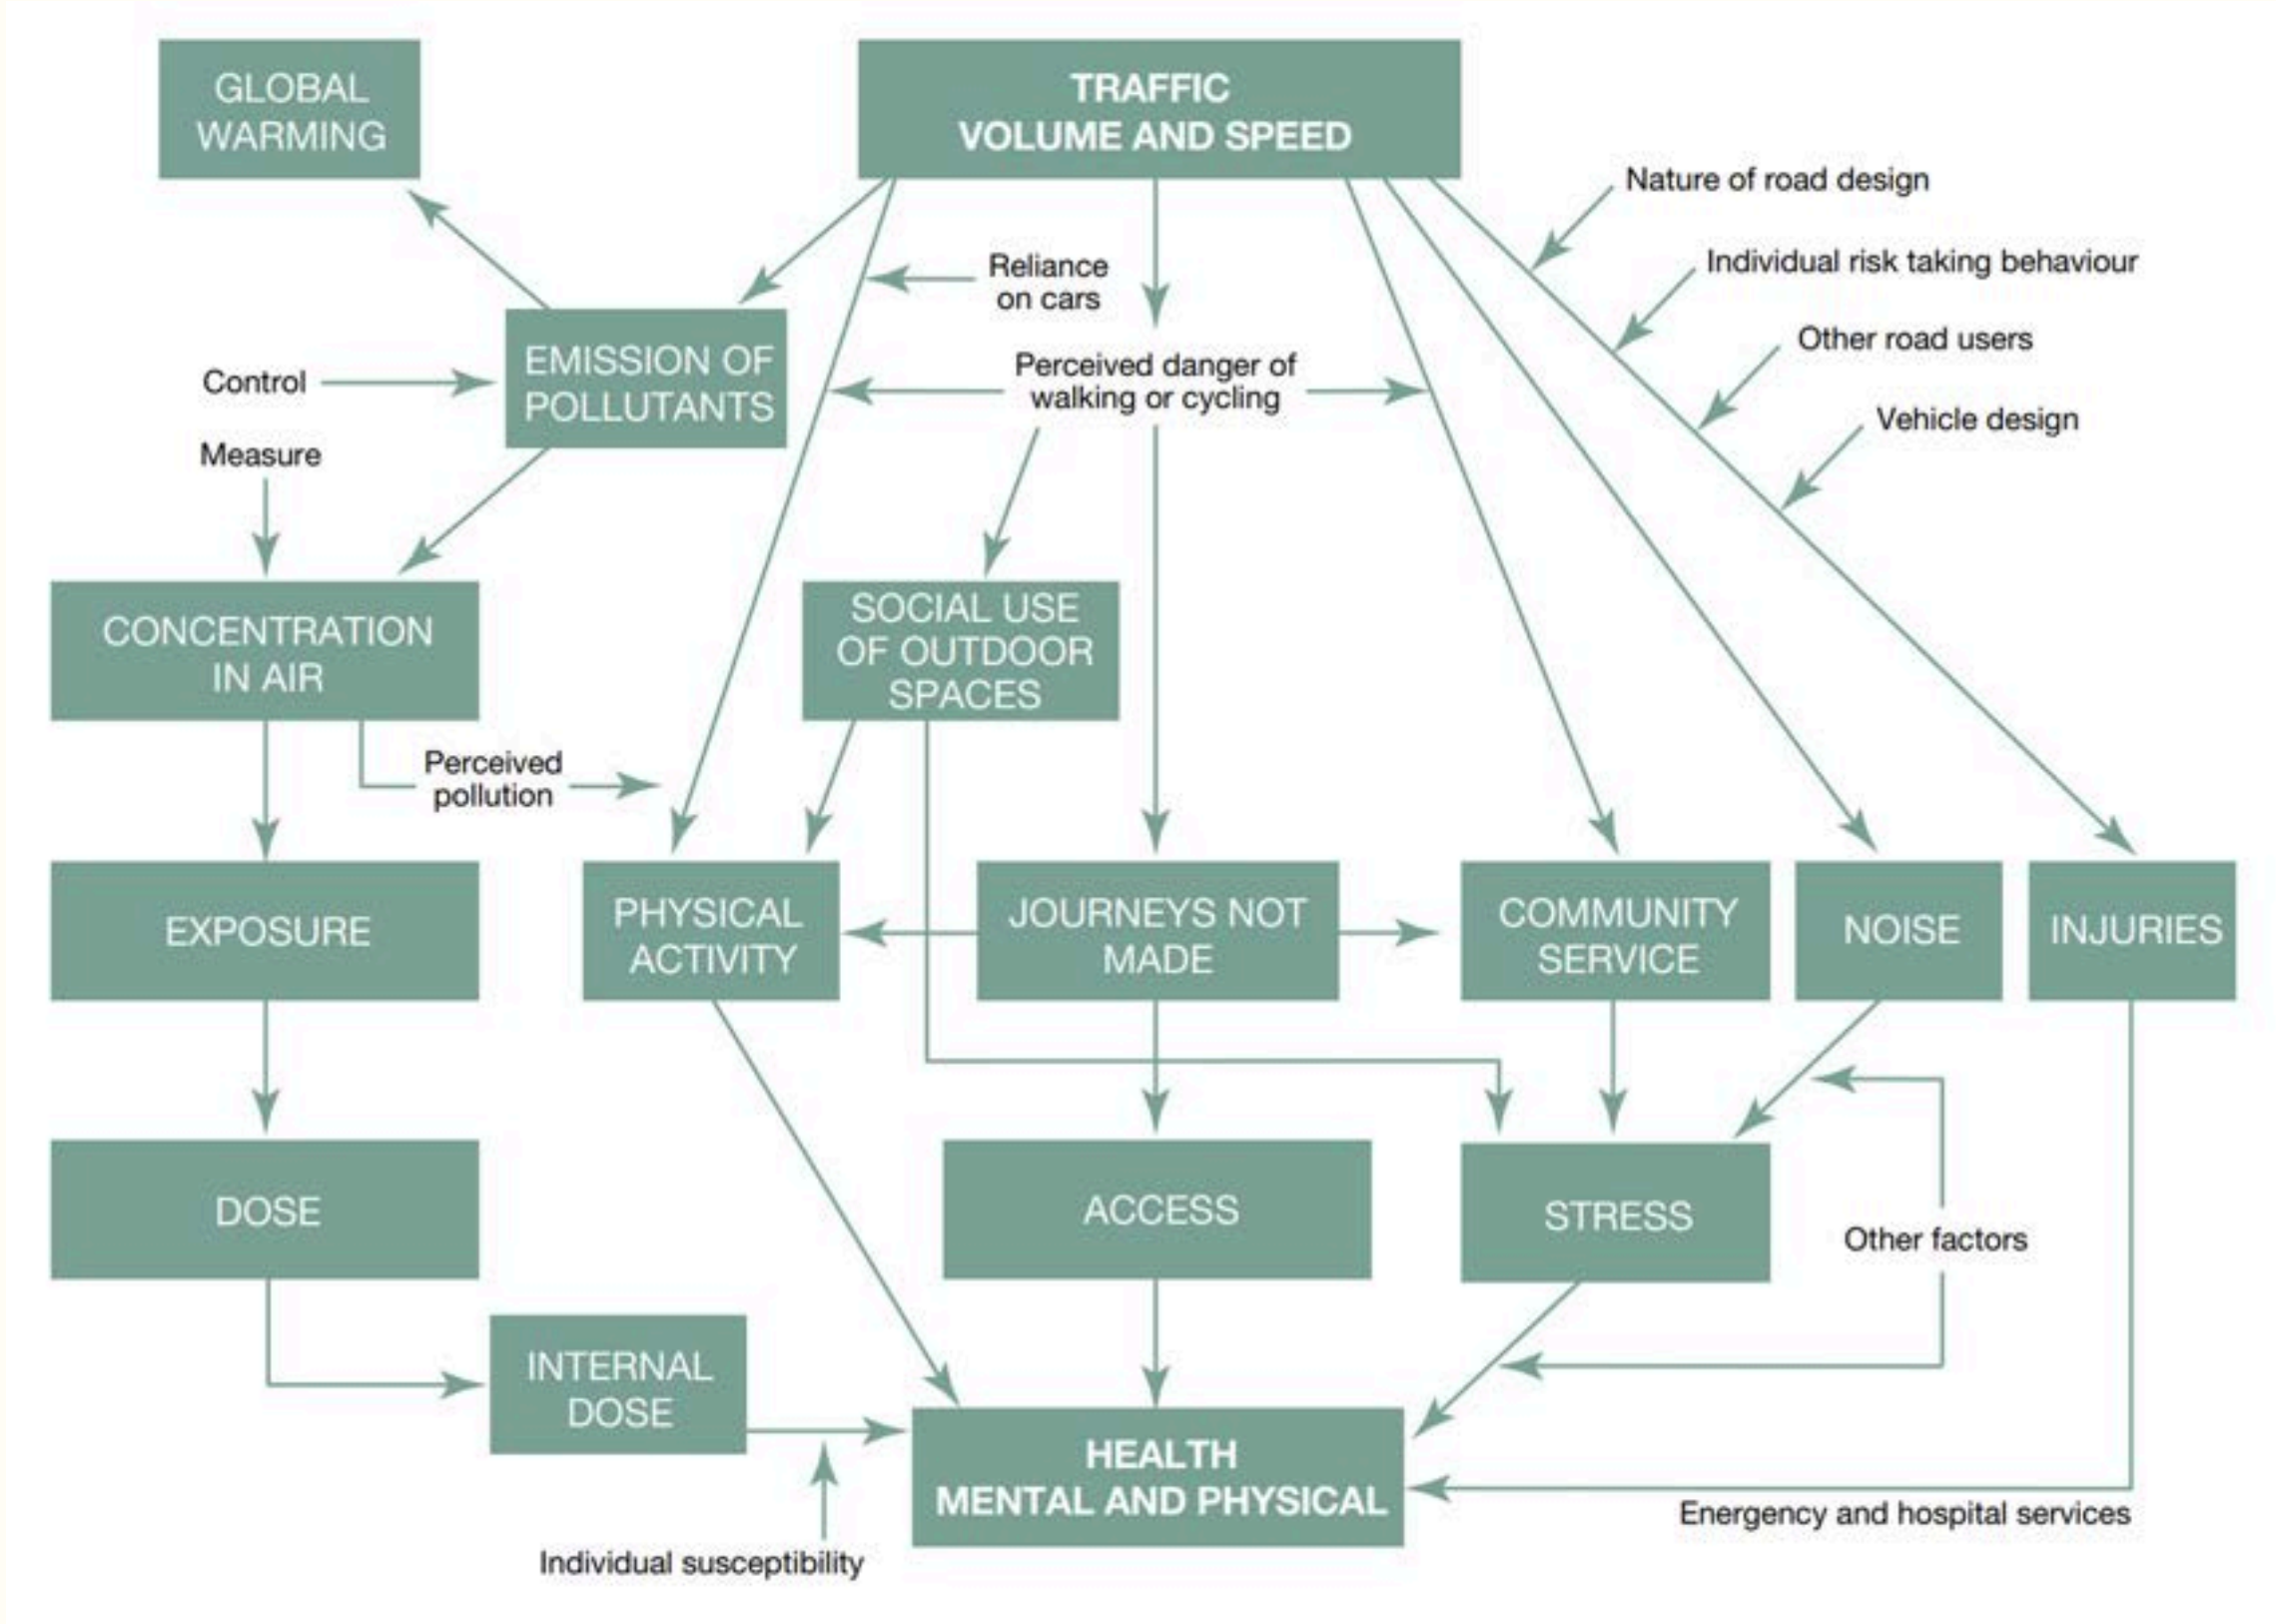 GLOBAL
WARMING
TRAFFIC
VOLUME AND SPEED
Nature of road design
Individual risk taking behaviour
Other road users
Vehicle design
Reliance
on cars
Perceived danger of
walking or cycling
Control
EMISSION OF
POLLUTANTS
Measure
CONCENTRATION
IN AIR
SOCIAL USE
OF OUTDOOR
SPACES
Perceived
pollution
EXPOSURE
PHYSICAL
ACTIVITY
JOURNEYS NOT
MADE
COMMUNITY
SERVICE
NOISE
INJURIES
DOSE
ACCESS
STRESS
Other factors
INTERNAL
DOSE
HEALTH
MENTAL AND PHYSICAL
Energency and hospital services
Individual susceptibility